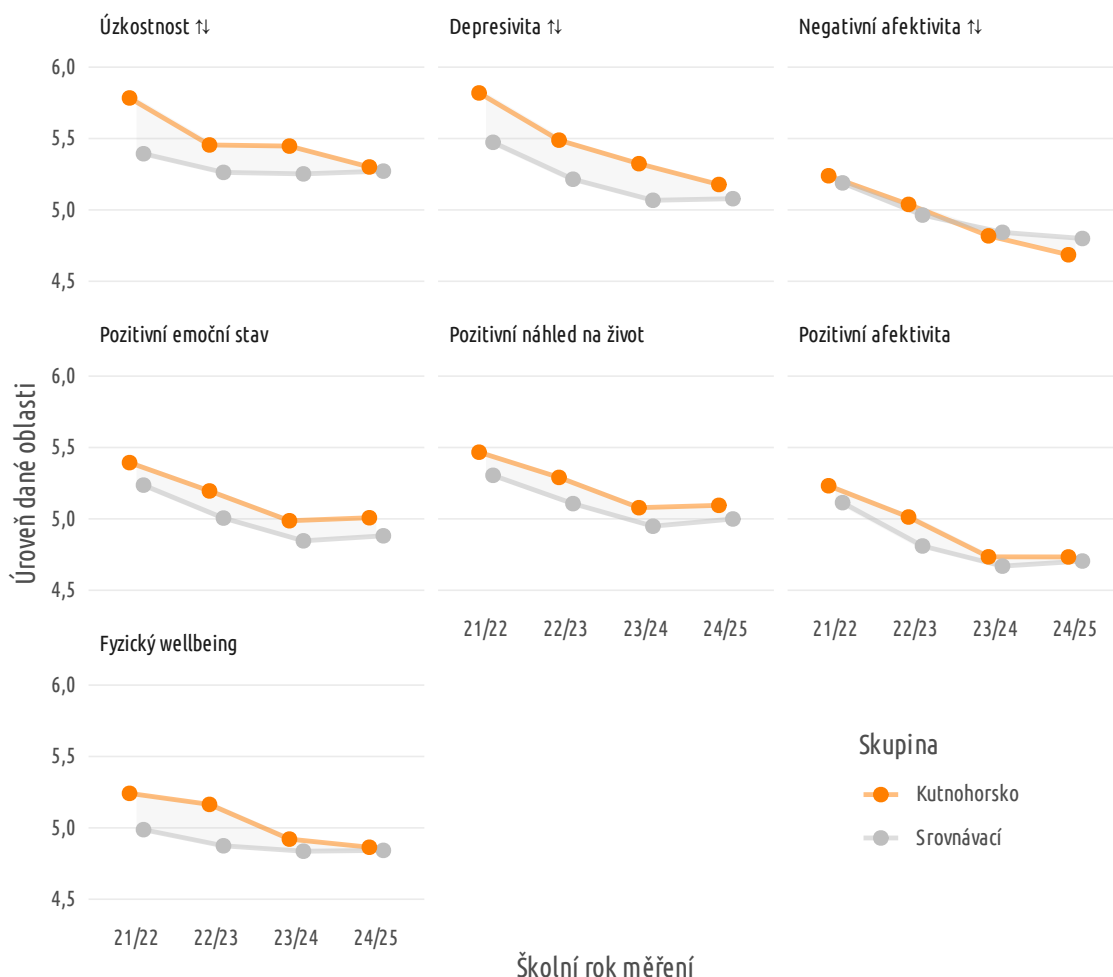 Úzkostnost ⇅
Depresivita ⇅
Negativní afektivita ⇅
6,0
5,5
5,0
4,5
Pozitivní emoční stav
Pozitivní náhled na život
Pozitivní afektivita
6,0
5,5
5,0
4,5
Úroveň dané oblasti
21/22 22/23 23/24 24/25
21/22 22/23 23/24 24/25
Fyzický wellbeing
6,0
5,5
5,0
4,5
21/22 22/23 23/24 24/25
Skupina
Kutnohorsko
Srovnávací
Školní rok měření